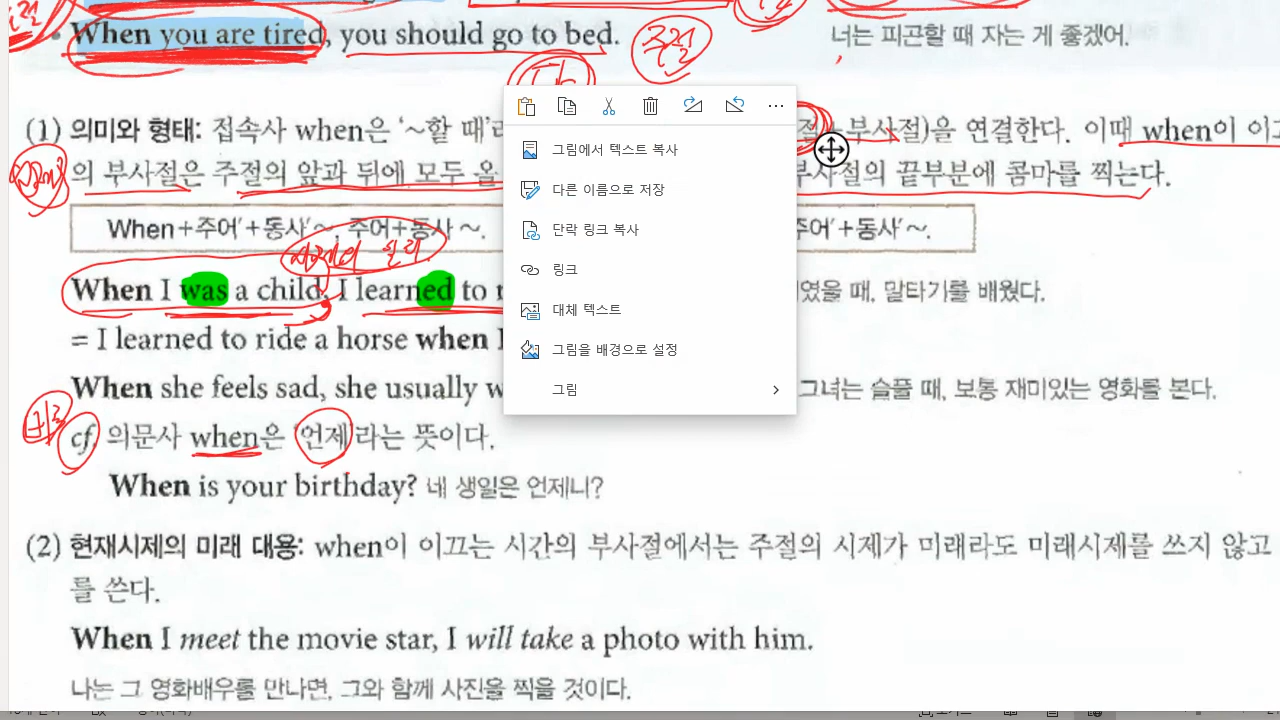 When you are tired, you should go to bed. 주절 너는 피곤할 때 자는 게 좋겠어.
(1) 의미와 형태: 접속사 when은 '~할 때'라 부사절)을 연결한다. 이때 when이 이
의 부사절은 주절의 앞과 뒤에 모두 올 부사절의 끝부분에 콤마를 찍는다.
When+주어′+동사′~, 주어+동사 ~. 주어′+동사′~.
시제의 일치
When I was a child, I learned to 였을 때, 말타기를 배웠다.
= I learned to ride a horse when I
When she feels sad, she usually w 그녀는 슬플 때, 보통 재미있는 영화를 본다.
비교
cf 의문사 when은 '언제'라는 뜻이다.
When is your birthday? 네 생일은 언제니?
(2) 현재시제의 미래 대용: when이 이끄는 시간의 부사절에서는 주절의 시제가 미래라도 미래시제를 쓰지 않고
를 쓴다.
When I meet the movie star, I will take a photo with him.
나는 그 영화배우를 만나면, 그와 함께 사진을 찍을 것이다.
그림에서 텍스트 복사
다른 이름으로 저장
단락 링크 복사
링크
대체 텍스트
그림을 배경으로 설정
그림